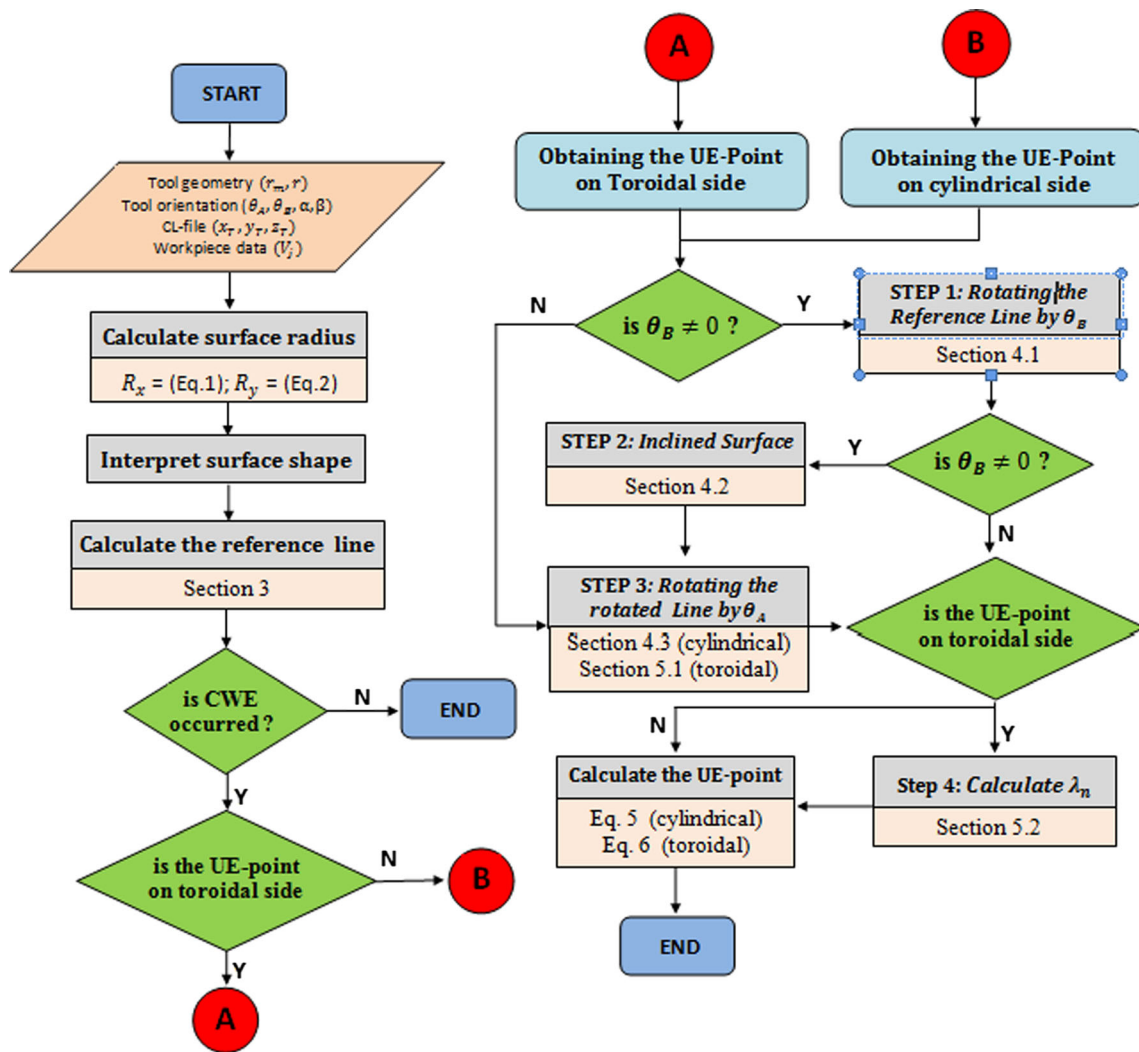 START
Tool geometry (r_m, r)
Tool orientation (θ_A, θ_B, α,β)
CL-file (x_T, y_T, z_T)
Workpiece data (V_j)
Calculate surface radius
R_x = (Eq.1); R_y = (Eq.2)
Interpret surface shape
Calculate the reference line
Section 3
is CWE
occurred ?
N
END
Y
is the UE-point
on toroidal side
N
B
Y
A
A
B
Obtaining the UE-Point
on Toroidal side
Obtaining the UE-Point
on cylindrical side
N
is θ_B ≠ 0 ?
Y
STEP 1: Rotating the
Reference Line by θ_B
Section 4.1
STEP 2: Inclined Surface
Section 4.2
Y
is θ_B ≠ 0 ?
N
STEP 3: Rotating the
rotated Line by θ_A
Section 4.3 (cylindrical)
Section 5.1 (toroidal)
is the UE-point
on toroidal side
N
Y
Calculate the UE-point
Eq. 5 (cylindrical)
Eq. 6 (toroidal)
Step 4: Calculate λ_n
Section 5.2
END